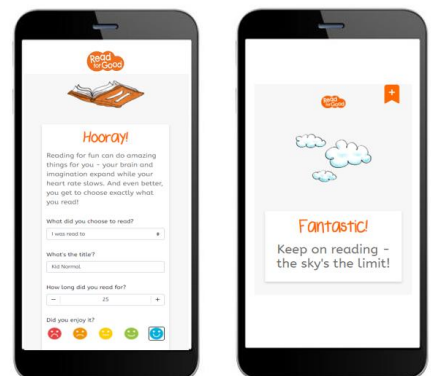 Read
for Good
Hooray!
Reading for fun can do amazing
things for you - your brain and
imagination expand while your
heart rate slows. And even better,
you get to choose exactly what
you read!
What did you choose to read?
I was read to
What's the title?
Kid Normal
How long did you read for?
− 25 +
Did you enjoy it?
Read
for Good
+
Fantastic!
Keep on reading -
the sky's the limit!